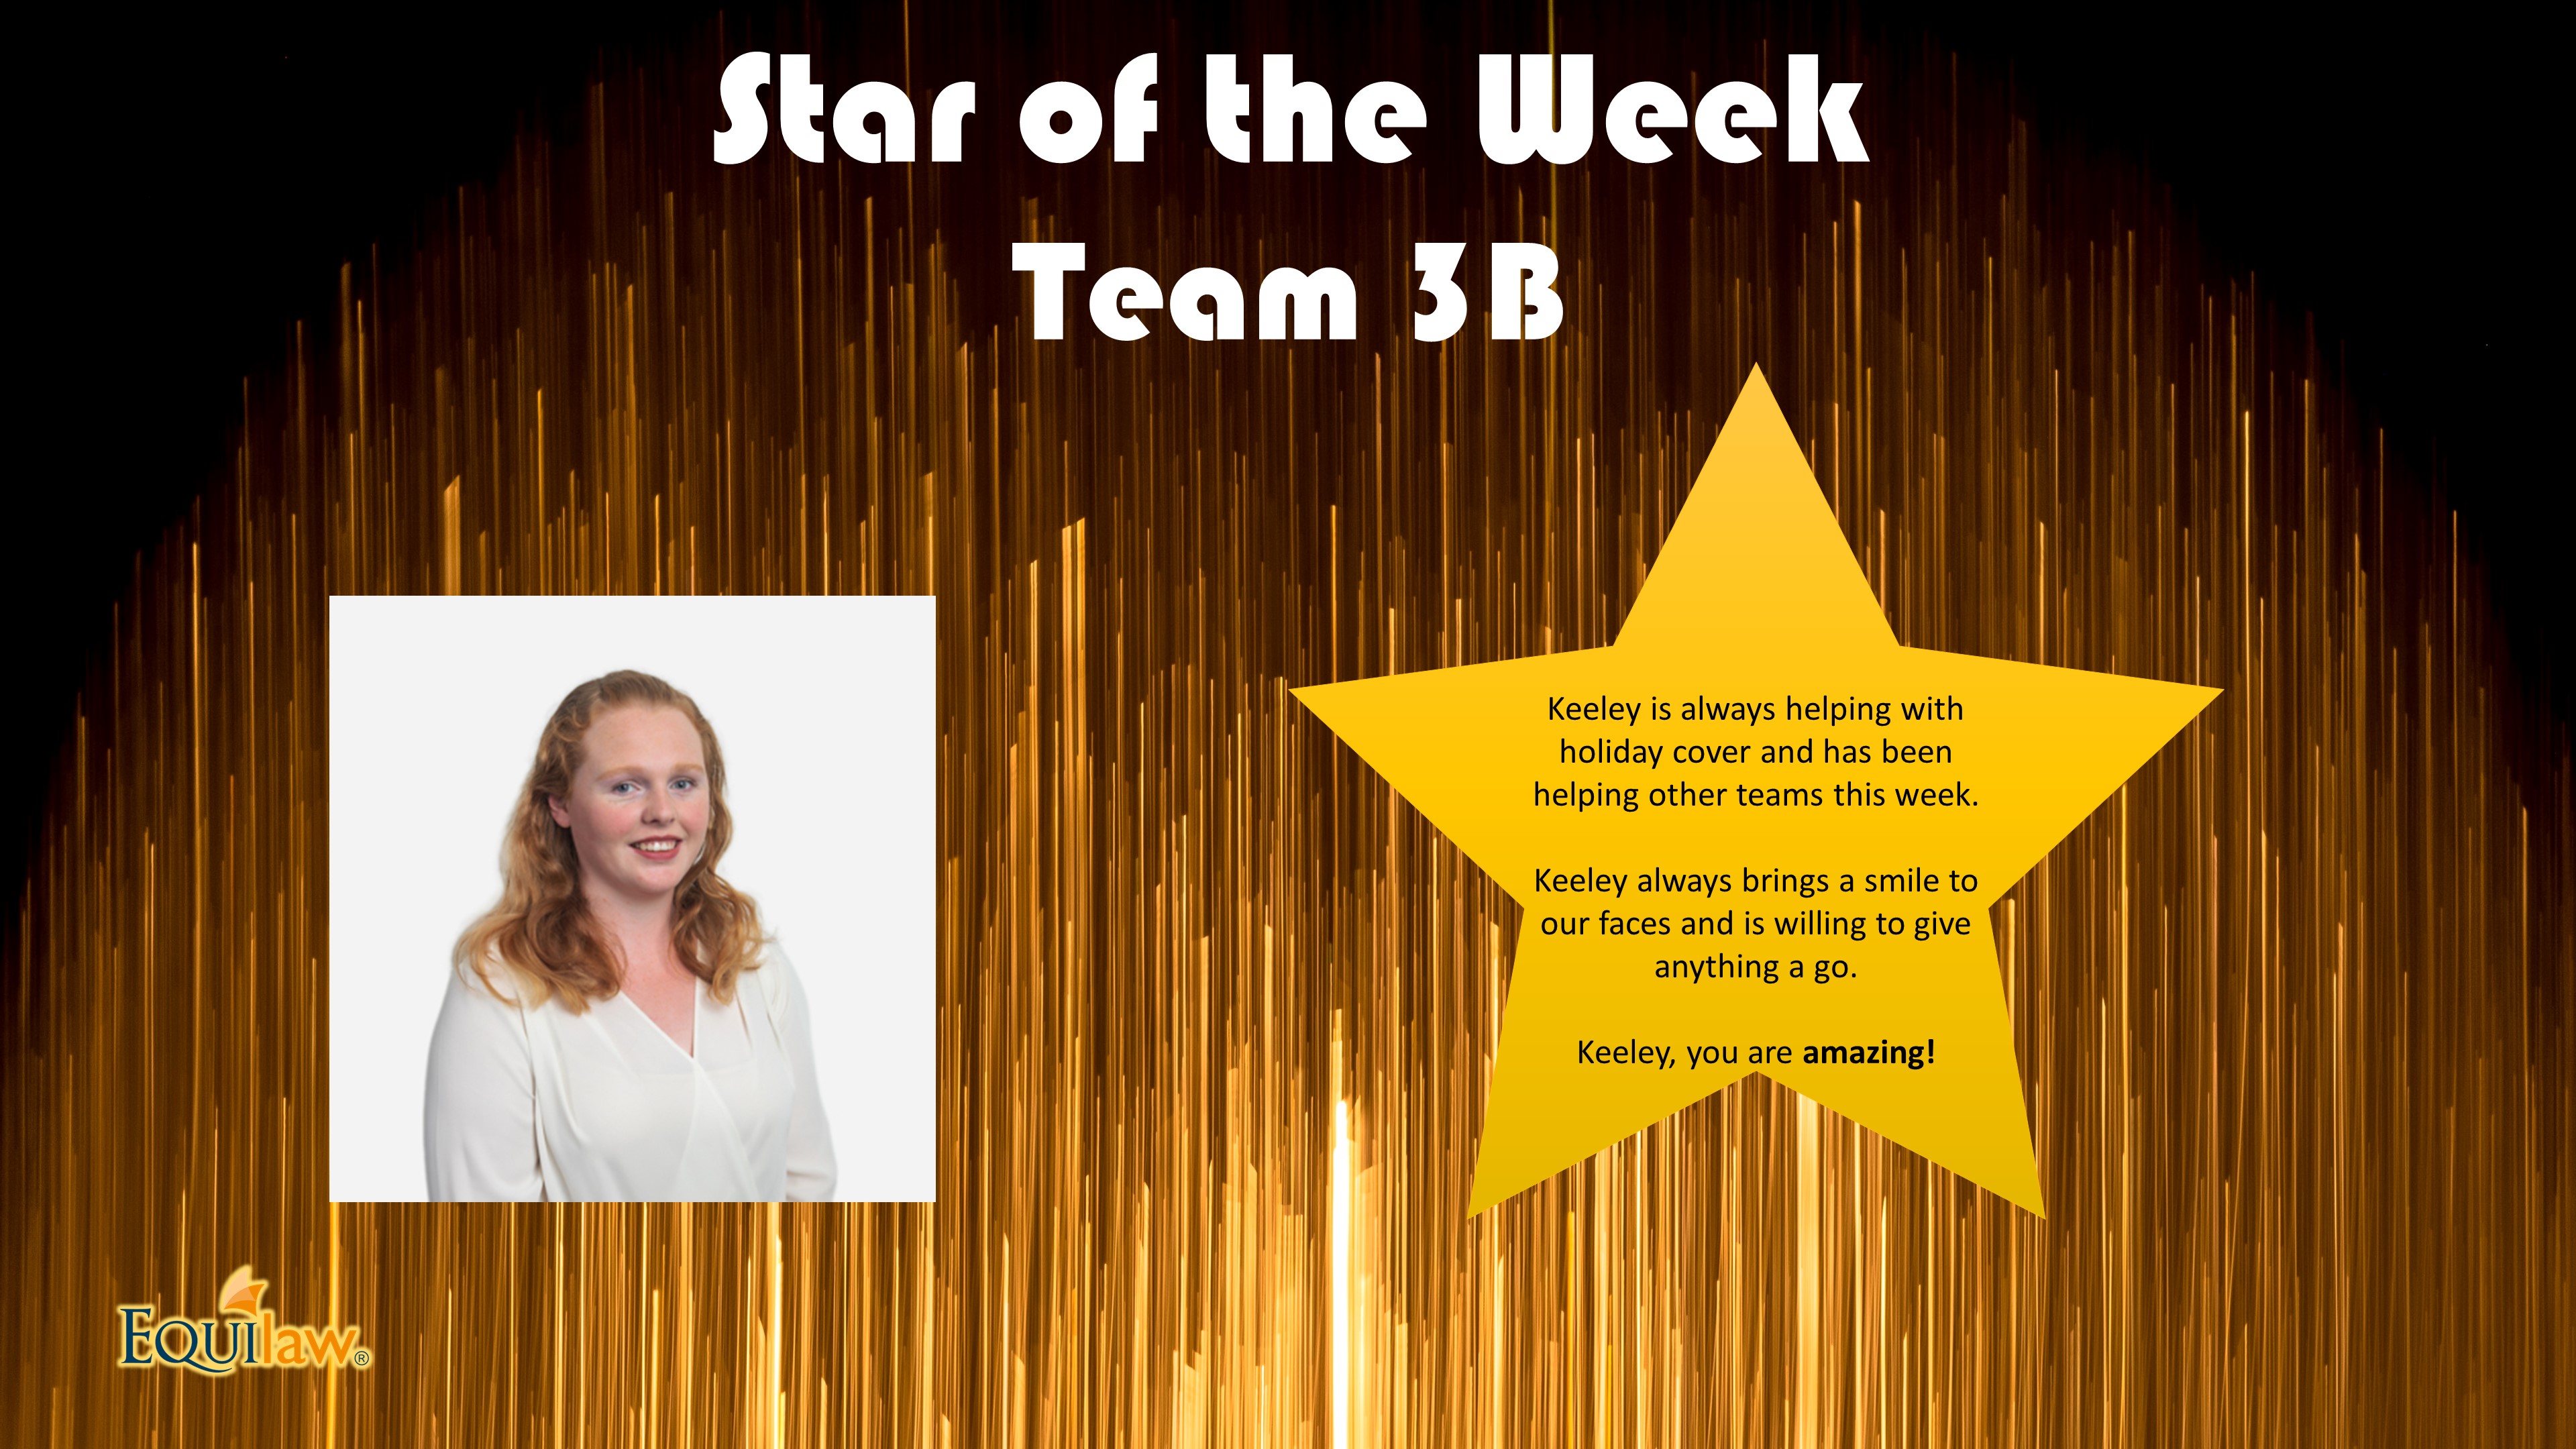 Star of the Week
Team 3B
Keeley is always helping with
holiday cover and has been
helping other teams this week.
Keeley always brings a smile to
our faces and is willing to give
anything a go.
Keeley, you are amazing!
EQUIlaw®